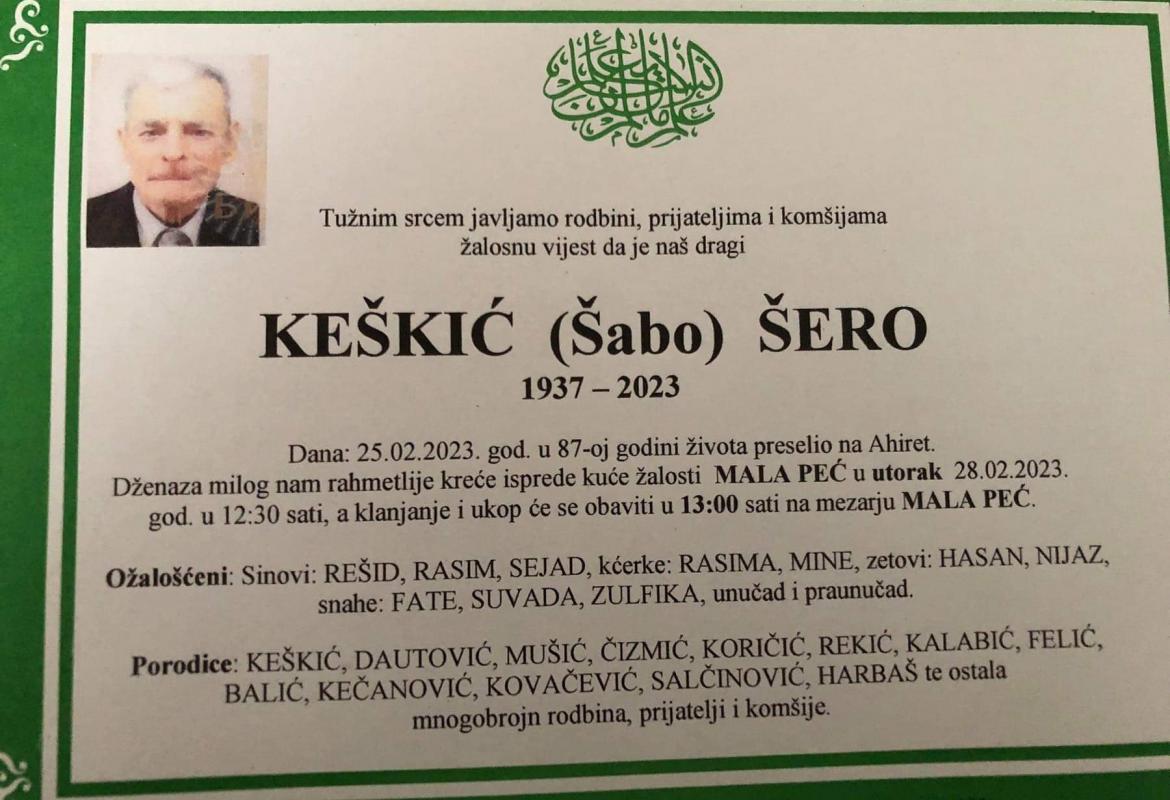 Tužnim srcem javljamo rodbini, prijateljima i komšijama
žalosnu vijest da je naš dragi
KEŠKIĆ (Šabo) ŠERO
1937 – 2023
Dana: 25.02.2023. god. u 87-oj godini života preselio na Ahiret.
Dženaza milog nam rahmetlije kreće isprede kuće žalosti MALA PEĆ u utorak 28.02.2023.
god. u 12:30 sati, a klanjanje i ukop će se obaviti u 13:00 sati na mezarju MALA PEĆ.
Ožalošćeni: Sinovi: REŠID, RASIM, SEJAD, kćerke: RASIMA, MINE, zetovi: HASAN, NIJAZ,
snahe: FATE, SUVADA, ZULFIKA, unučad i praunučad.
Porodice: KEŠKIĆ, DAUTOVIĆ, MUŠIĆ, ČIZMIĆ, KORIČIĆ, REKIĆ, KALABIĆ, FELIĆ,
BALIĆ, KEČANOVIĆ, KOVAČEVIĆ, SALČINOVIĆ, HARBAŠ te ostala
mnogobrojn rodbina, prijatelji i komšije.